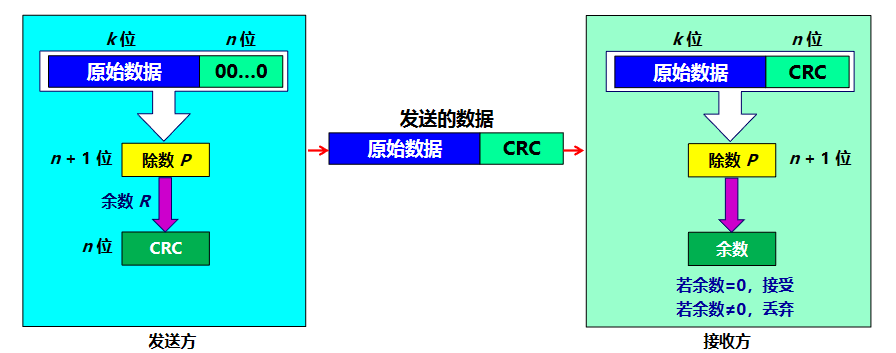 k 位
n 位
原始数据
00…0
n + 1 位
除数 P
余数 R
n 位
CRC
发送方
发送的数据
原始数据
CRC
k 位
n 位
原始数据
CRC
除数 P
n + 1 位
余数
若余数=0，接受
若余数≠0，丢弃
接收方